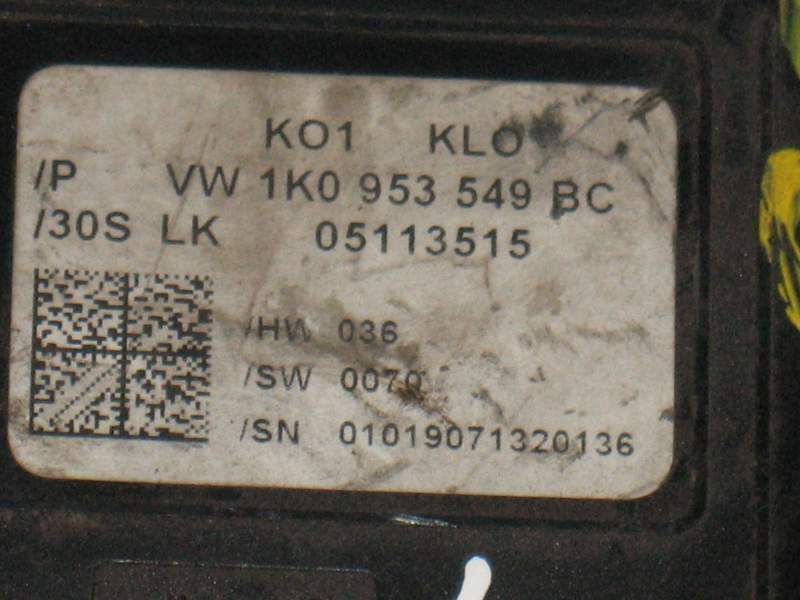 KO1 KLO
/P VW 1K0 953 549 BC
/30S LK 05113515
/HW 036
/SW 0070
/SN 01019071320136